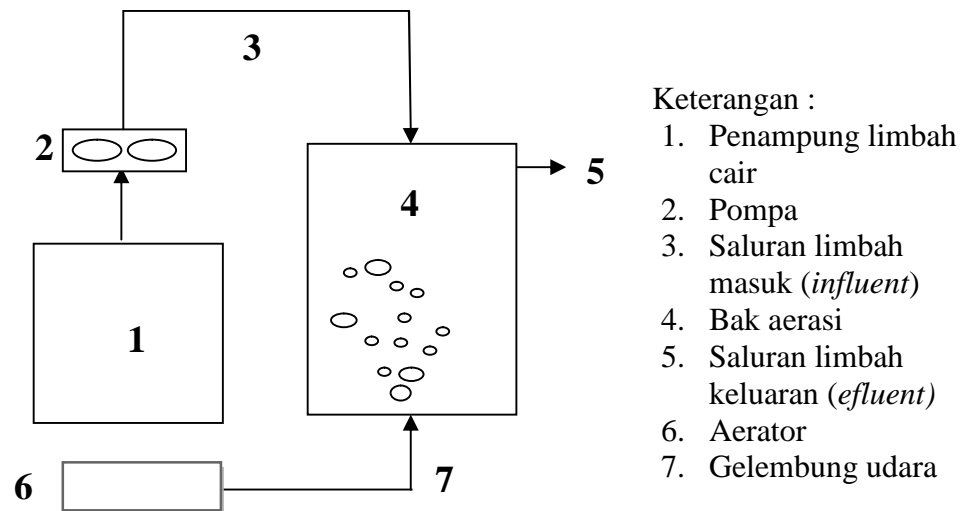 3
2
4
5
1
6
7
Keterangan :
1. Penampung limbah
cair
2. Pompa
3. Saluran limbah
masuk (influent)
4. Bak aerasi
5. Saluran limbah
keluaran (efluent)
6. Aerator
7. Gelembung udara